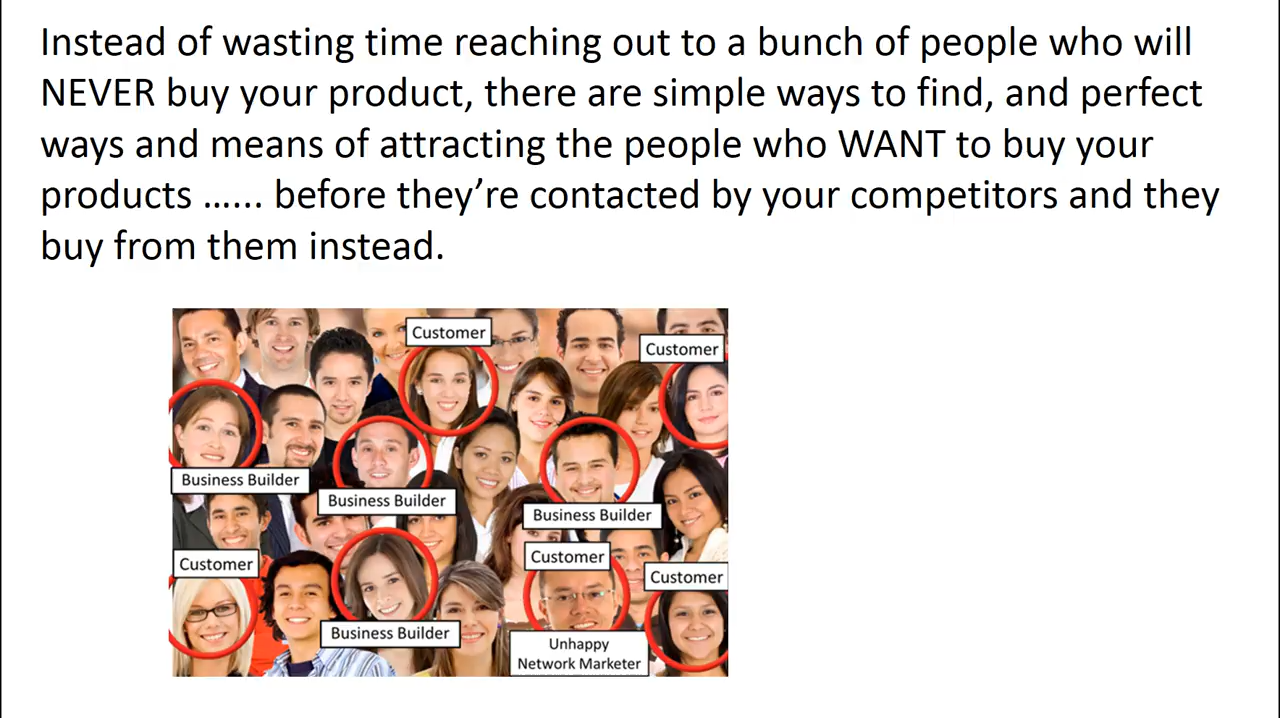 Instead of wasting time reaching out to a bunch of people who will
NEVER buy your product, there are simple ways to find, and perfect
ways and means of attracting the people who WANT to buy your
products …... before they’re contacted by your competitors and they
buy from them instead.
Customer
Customer
Business Builder
Business Builder
Business Builder
Customer
Customer
Customer
Business Builder
Unhappy
Network Marketer